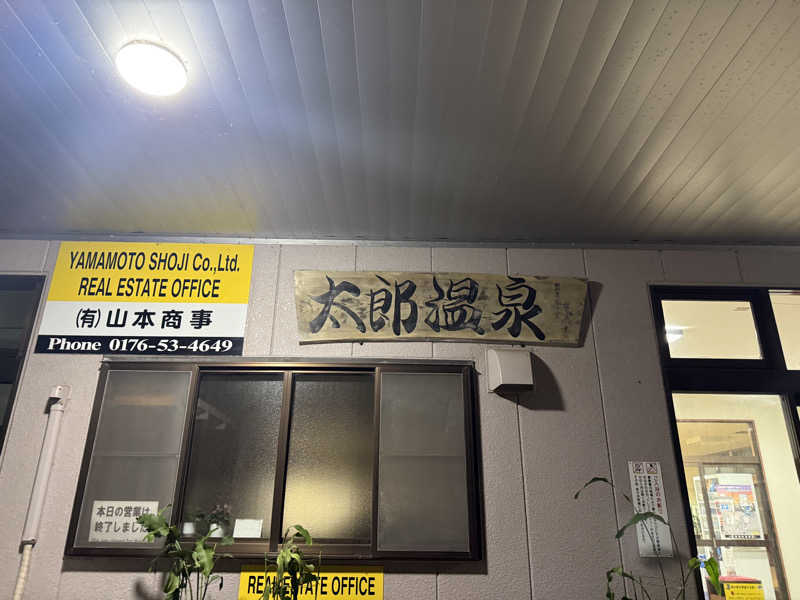 YAMAMOTO SHOJI Co.,Ltd.
REAL ESTATE OFFICE
(有)山本商事
Phone 0176-53-4649
太郎温泉
本日の営業は
終了しました
REAL ESTATE OFFICE